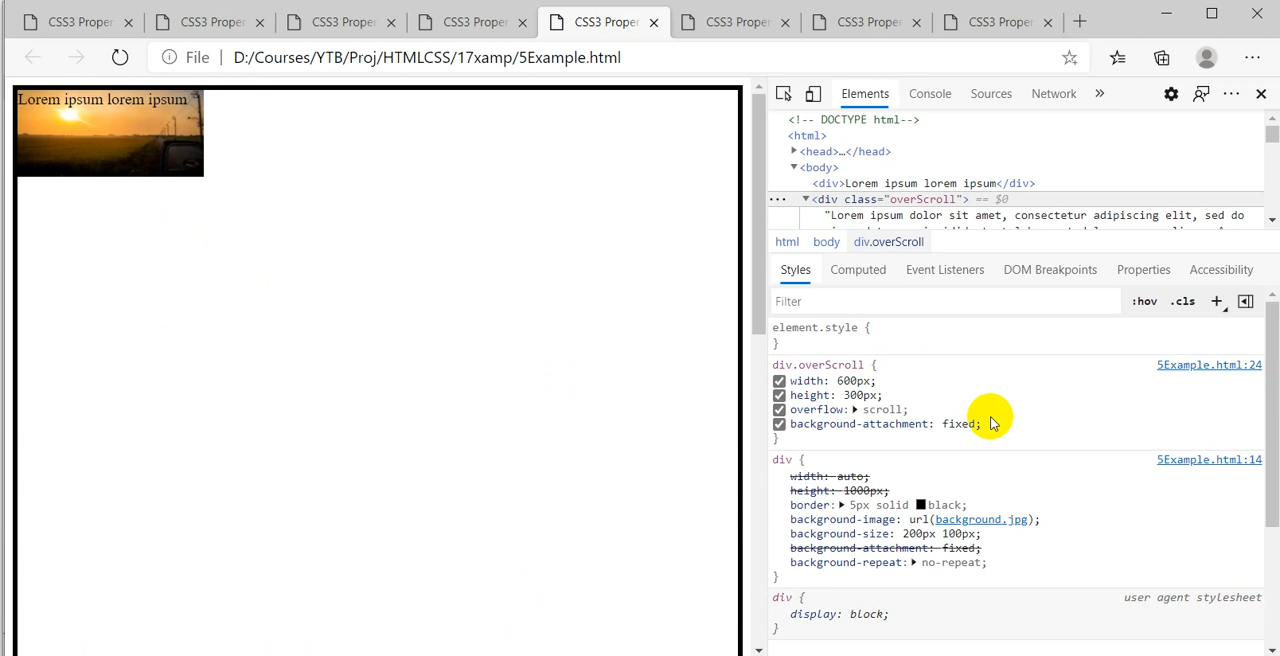 CSS3 Proper CSS3 Proper CSS3 Proper CSS3 Proper CSS3 Proper CSS3 Proper CSS3 Proper CSS3 Proper
File D:/Courses/YTB/Proj/HTMLCSS/17xamp/5Example.html
Lorem ipsum lorem ipsum
Elements Console Sources Network
<!-- DOCTYPE html-->
<html>
<head>…</head>
<body>
<div>Lorem ipsum lorem ipsum</div>
<div class="overScroll"> == $0
"Lorem ipsum dolor sit amet, consectetur adipiscing elit, sed do
html body div.overScroll
Styles Computed Event Listeners DOM Breakpoints Properties Accessibility
Filter :hov .cls
element.style {
}
div.overScroll { 5Example.html:24
width: 600px;
height: 300px;
overflow: scroll;
background-attachment: fixed;
}
div { 5Example.html:14
width: auto;
height: 1000px;
border: 5px solid black;
background-image: url(background.jpg);
background-size: 200px 100px;
background-attachment: fixed;
background-repeat: no-repeat;
}
div { user agent stylesheet
display: block;
}